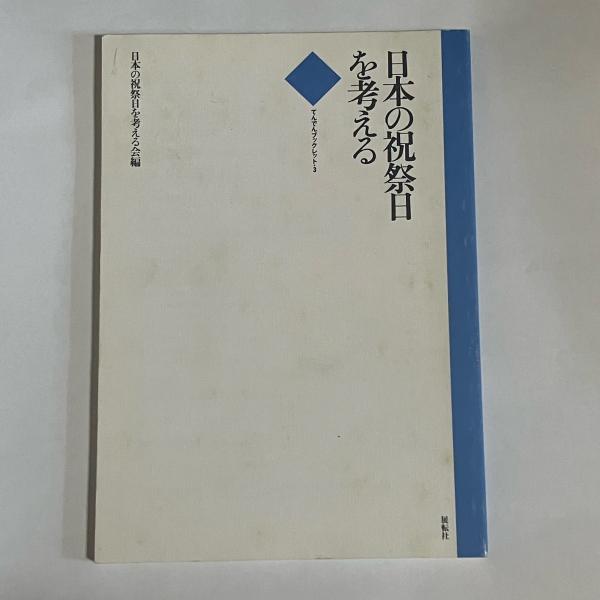 日本の祝祭日
を考える
てんでんブックレット・3
日本の祝祭日を考える会編
展転社